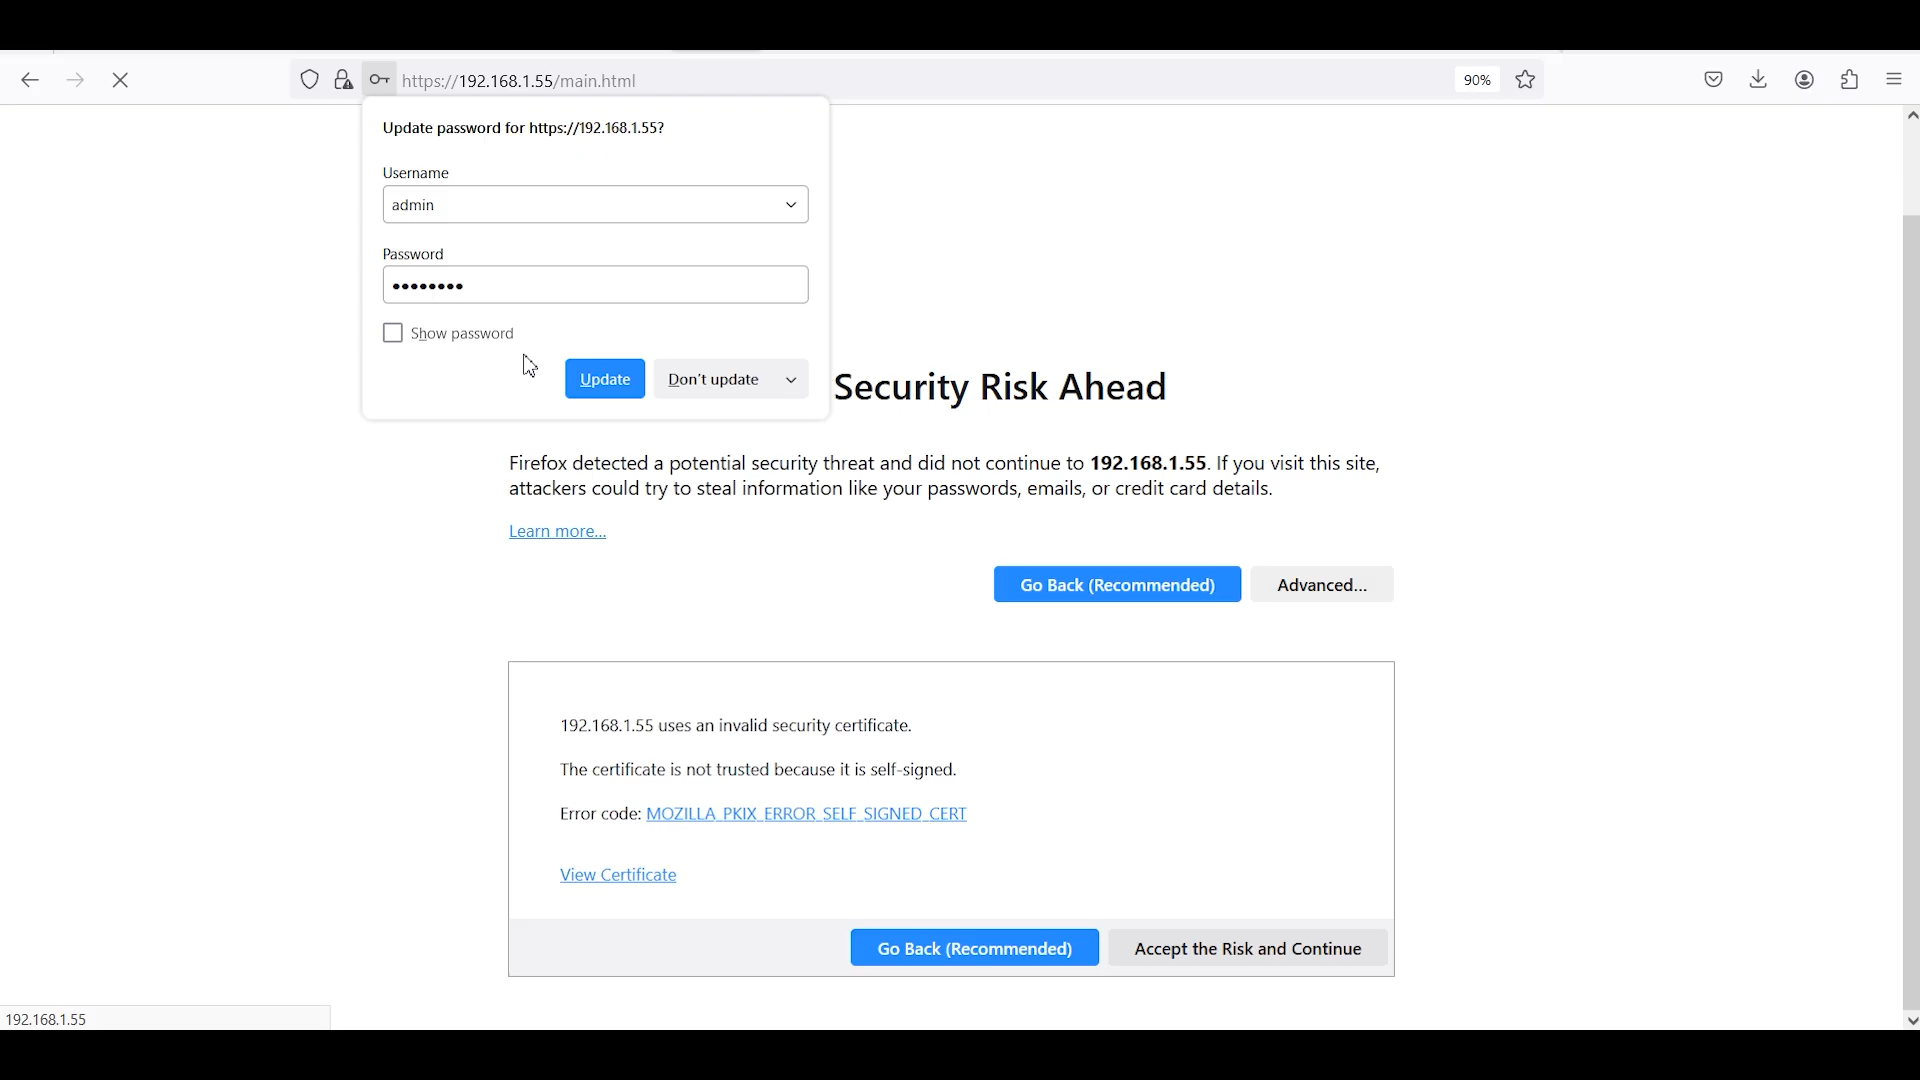 https://192.168.1.55/main.html
90%
Update password for https://192.168.1.55?
Username
admin
Password
••••••••
Show password
Update
Don't update
Security Risk Ahead
Firefox detected a potential security threat and did not continue to 192.168.1.55. If you visit this site,
attackers could try to steal information like your passwords, emails, or credit card details.
Learn more...
Go Back (Recommended)
Advanced...
192.168.1.55 uses an invalid security certificate.
The certificate is not trusted because it is self-signed.
Error code: MOZILLA_PKIX_ERROR_SELF_SIGNED_CERT
View Certificate
Go Back (Recommended)
Accept the Risk and Continue
192.168.1.55